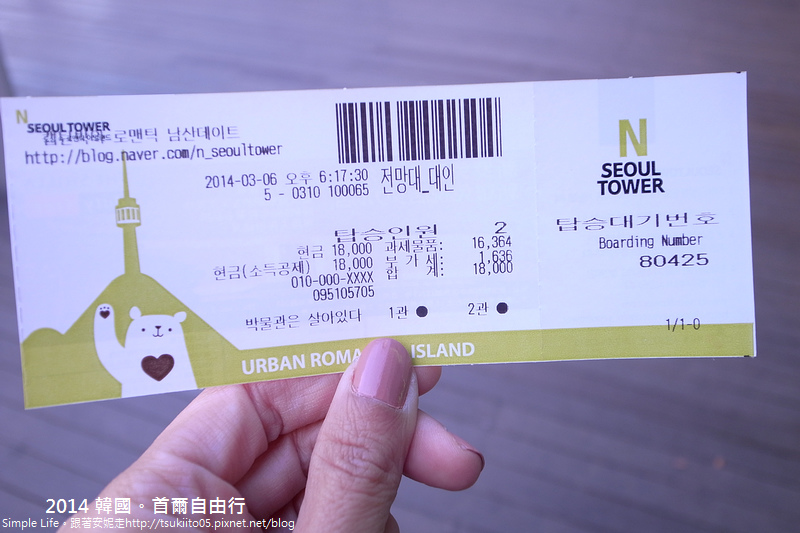 N
SEOULTOWER
로맨틱 남산데이트
http://blog.naver.com/n_seoultower
2014-03-06 오후 6:17:30 전망대_대인
5 - 0310 100065
탑승인원 2
현금 18,000 과세물품: 16,364
현금(소득공제) 18,000 부 가 세: 1,636
010-000-XXXX 합 계: 18,000
095105705
박물관은 살아있다 1관 ● 2관 ●
URBAN ROMA ISLAND
N
SEOUL
TOWER
탑승대기번호
Boarding Number
80425
1/1-0
2014 韓國。首爾自由行
Simple Life。跟著安妮走http://tsukiito05.pixnet.net/blog